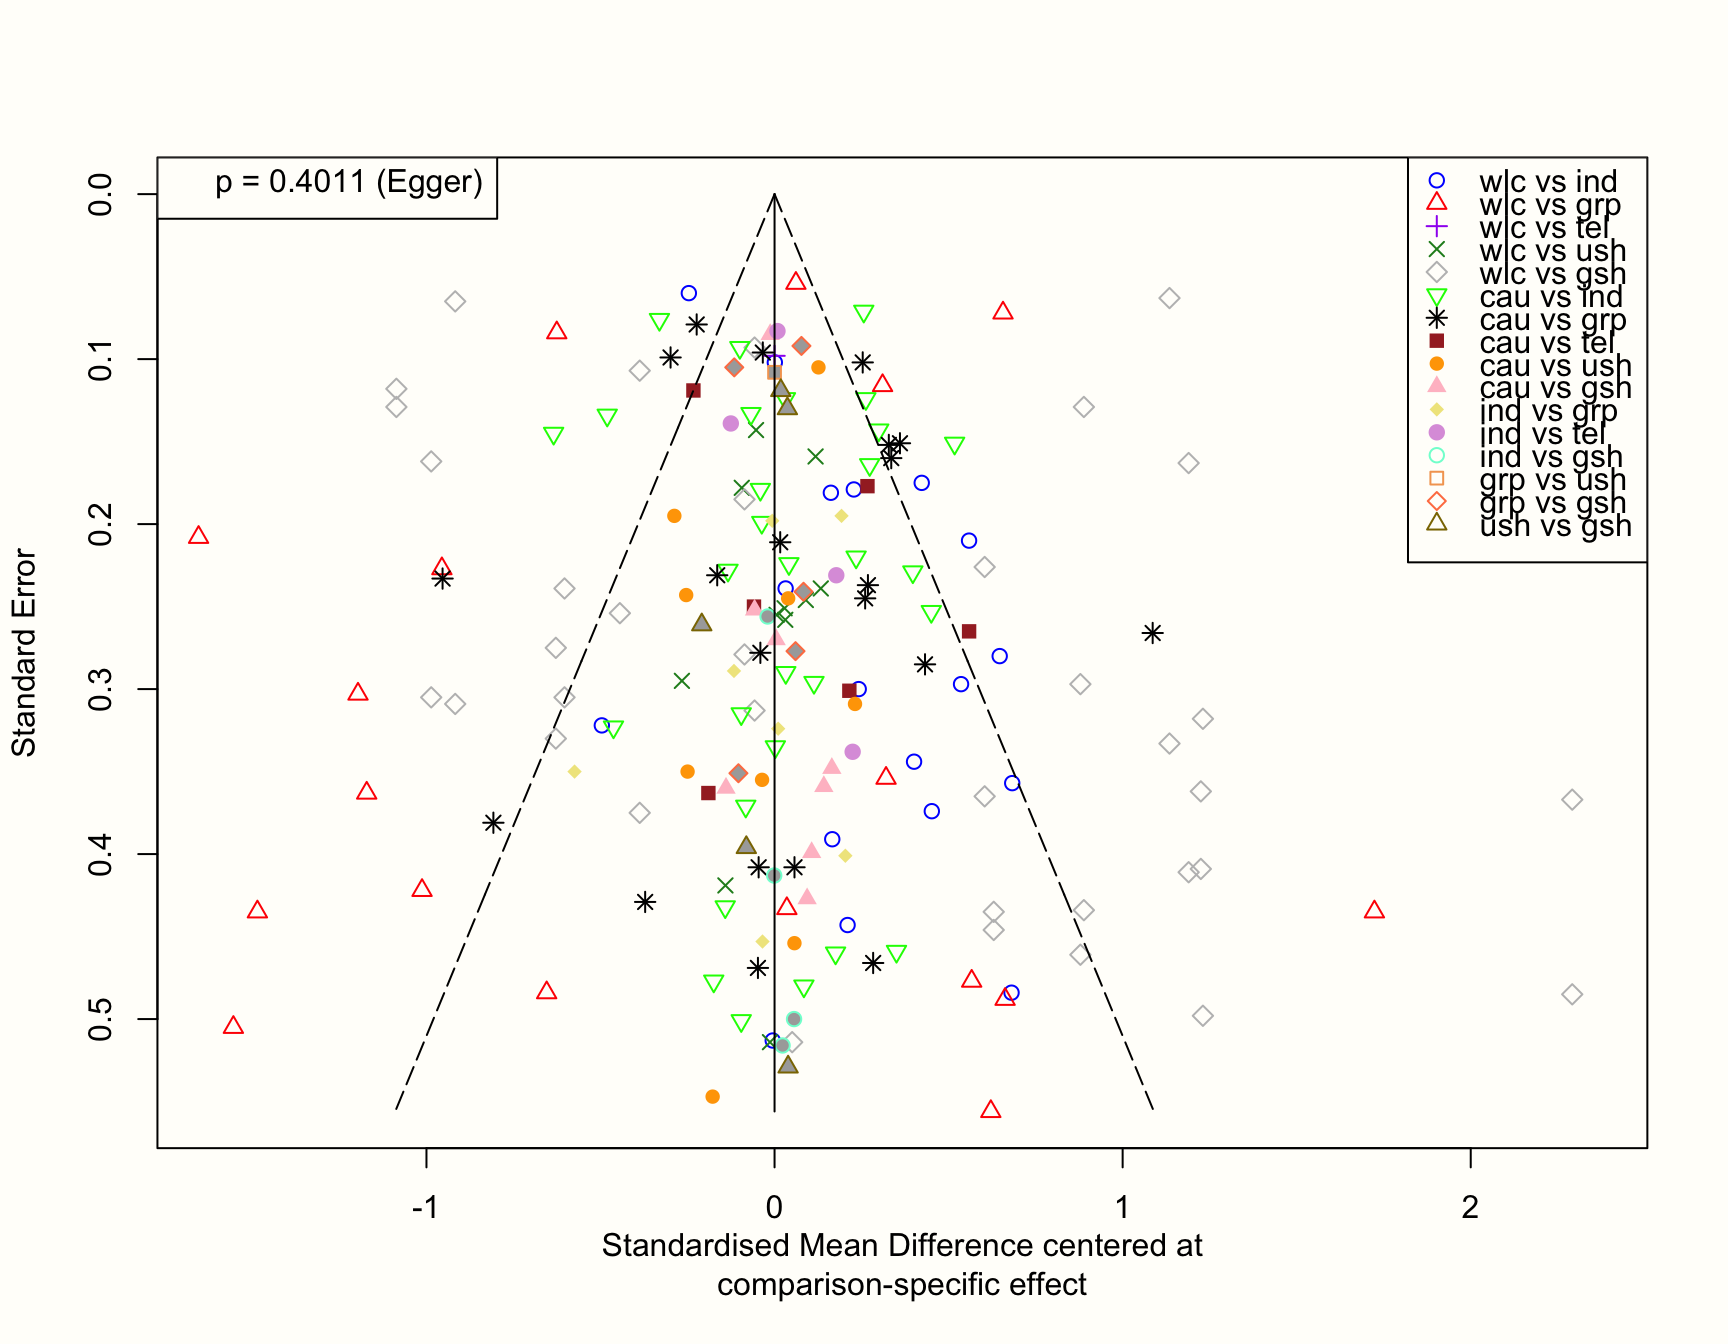 p = 0.4011 (Egger)
w|c vs ind
w|c vs grp
w|c vs tel
w|c vs ush
w|c vs gsh
cau vs ind
cau vs grp
cau vs tel
cau vs ush
cau vs gsh
ind vs grp
ind vs tel
ind vs gsh
grp vs ush
grp vs gsh
ush vs gsh
Standard Error
0.0
0.1
0.2
0.3
0.4
0.5
-1 0 1 2
Standardised Mean Difference centered at
comparison-specific effect